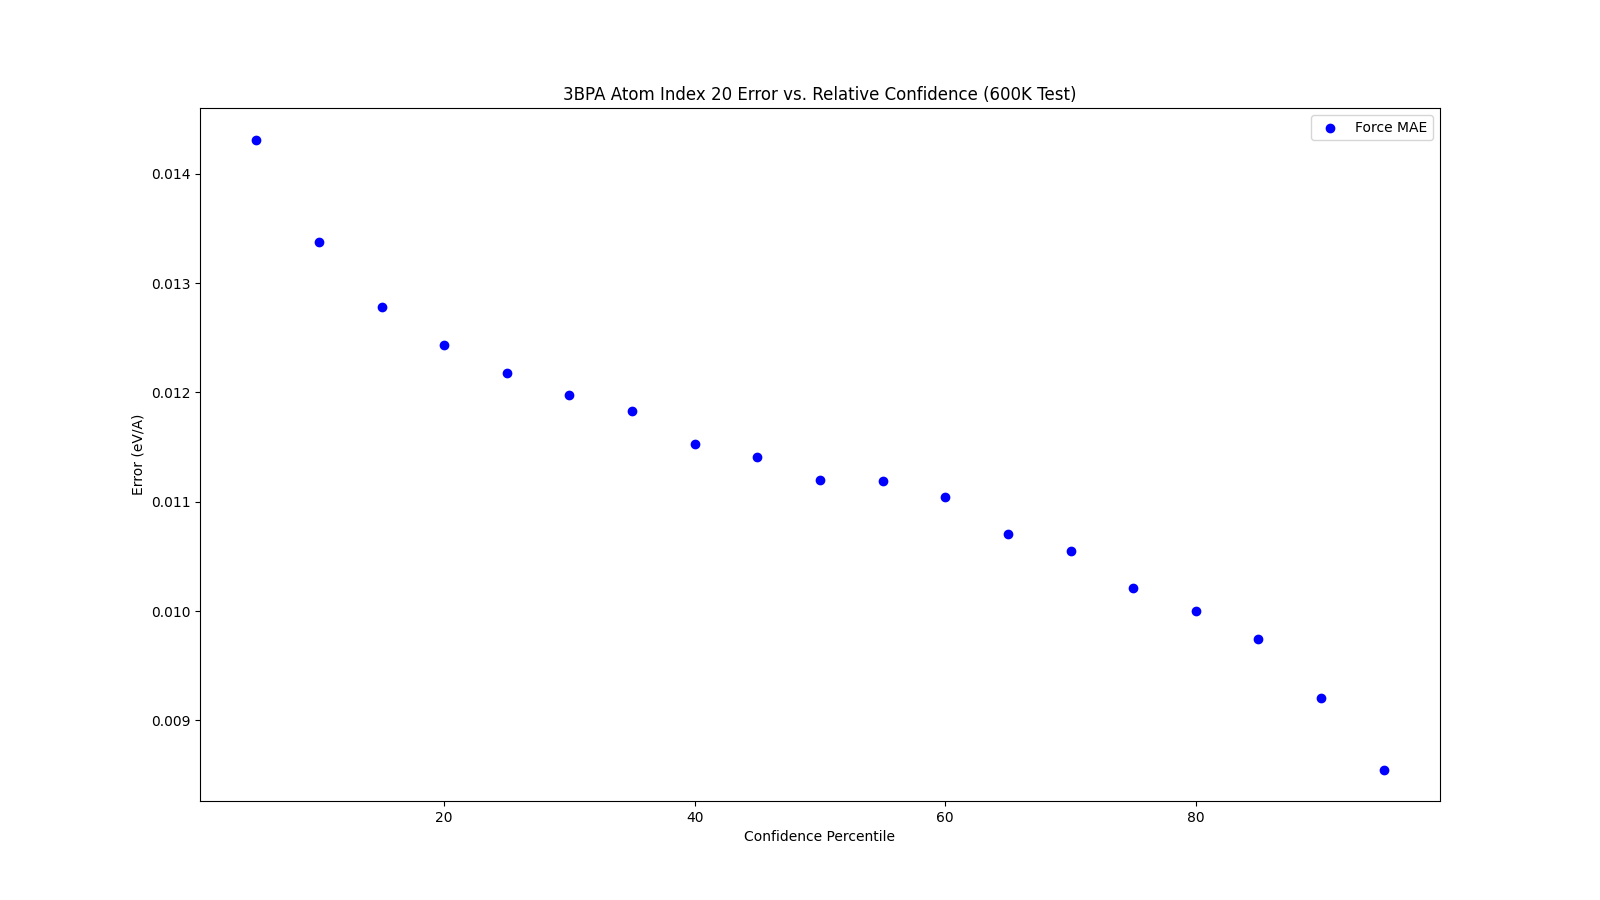 3BPA Atom Index 20 Error vs. Relative Confidence (600K Test)
Force MAE
0.014
0.013
0.012
0.011
0.010
0.009
Error (eV/A)
20 40 60 80
Confidence Percentile